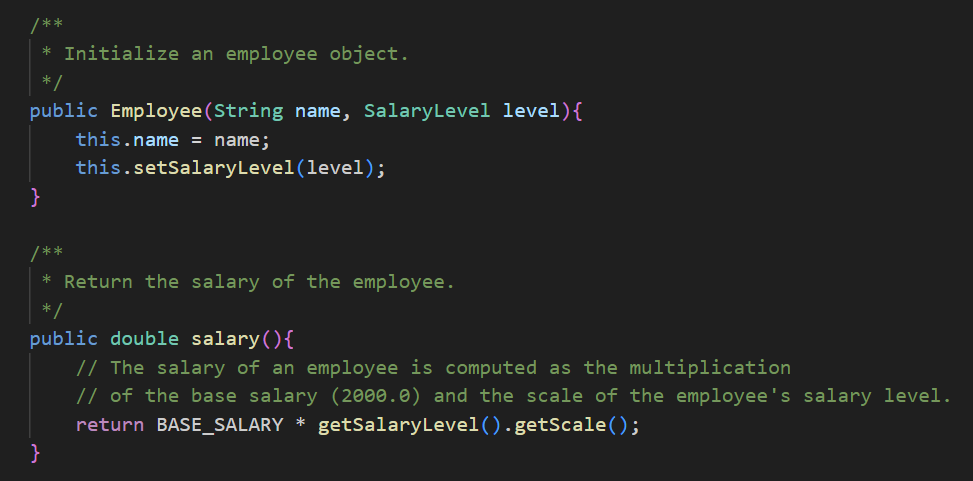 /**
 * Initialize an employee object.
 */
public Employee(String name, SalaryLevel level){
    this.name = name;
    this.setSalaryLevel(level);
}

/**
 * Return the salary of the employee.
 */
public double salary(){
    // The salary of an employee is computed as the multiplication
    // of the base salary (2000.0) and the scale of the employee's salary level.
    return BASE_SALARY * getSalaryLevel().getScale();
}